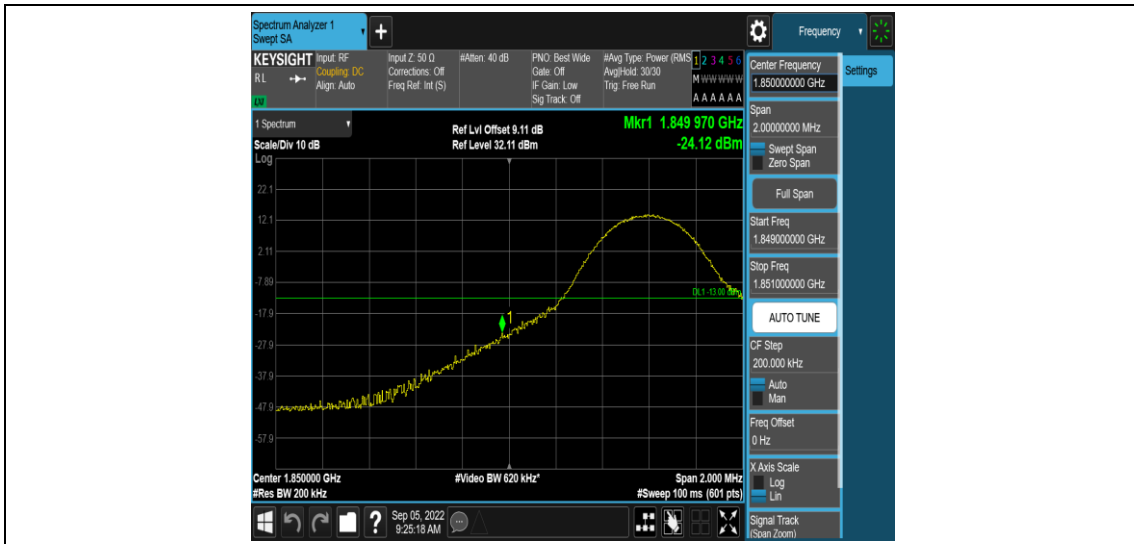 Spectrum Analyzer 1
Swept SA
+
Frequency
KEYSIGHT
RL
LXI
Input: RF
Coupling: DC
Align: Auto
Input Z: 50 Ω
Corrections: Off
Freq Ref: Int (S)
#Atten: 40 dB
PNO: Best Wide
Gate: Off
IF Gain: Low
Sig Track: Off
#Avg Type: Power (RMS
Avg|Hold: 30/30
Trig: Free Run
1 2 3 4 5 6
M W W W W W
A A A A A A
1 Spectrum
Scale/Div 10 dB
Ref Lvl Offset 9.11 dB
Ref Level 32.11 dBm
Mkr1 1.849 970 GHz
-24.12 dBm
Log
22.1
12.1
2.11
-7.89
-17.9
-27.9
-37.9
-47.9
-57.9
DL1 -13.00 dBm
1
Center 1.850000 GHz
#Res BW 200 kHz
#Video BW 620 kHz*
Span 2.000 MHz
#Sweep 100 ms (601 pts)
Sep 05, 2022
9:25:18 AM
?
Center Frequency
1.850000000 GHz
Settings
Span
2.00000000 MHz
Swept Span
Zero Span
Full Span
Start Freq
1.849000000 GHz
Stop Freq
1.851000000 GHz
AUTO TUNE
CF Step
200.000 kHz
Auto
Man
Freq Offset
0 Hz
X Axis Scale
Log
Lin
Signal Track
(Span Zoom)